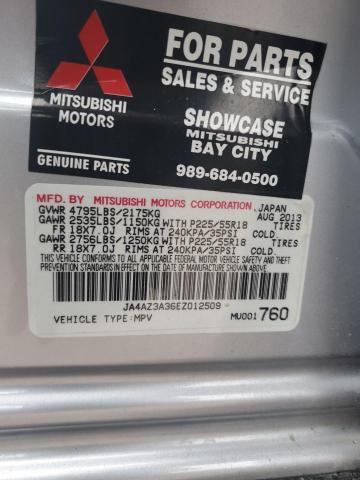 MITSUBISHI
MOTORS
GENUINE PARTS
FOR PARTS
SALES & SERVICE
SHOWCASE
MITSUBISHI
BAY CITY
989-684-0500
MFD.BY MITSUBISHI MOTORS CORPORATION, JAPAN
GVWR 4795LBS/2175KG AUG 2013
GAWR 2535LBS/1150KG WITH P225/55R18 TIRES
FR 18X7.0J RIMS AT 240KPA/35PSI COLD.
GAWR 2756LBS/1250KG WITH P225/55R18 TIRES
RR 18X7.0J RIMS AT 240KPA/35PSI COLD.
THIS VEHICLE CONFORMS TO ALL APPLICABLE FEDERAL MOTOR
VEHICLE SAFETY, BUMPER, AND THEFT PREVENTION STANDARDS IN
EFFECT ON THE DATE OF MANUFACTURE SHOWN ABOVE.
JA4AZ3A36EZ012509
VEHICLE TYPE:MPV MU001760